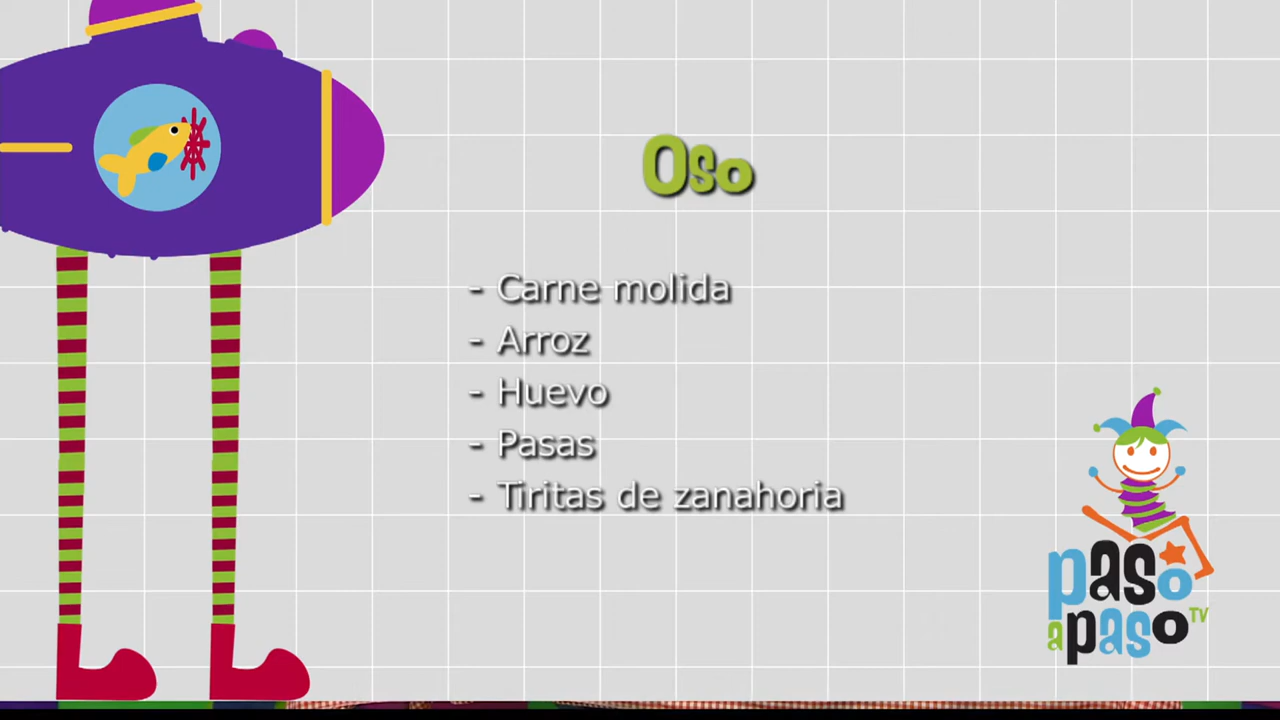 Oso
- Carne molida
- Arroz
- Huevo
- Pasas
- Tiritas de zanahoria
paso
a paso TV